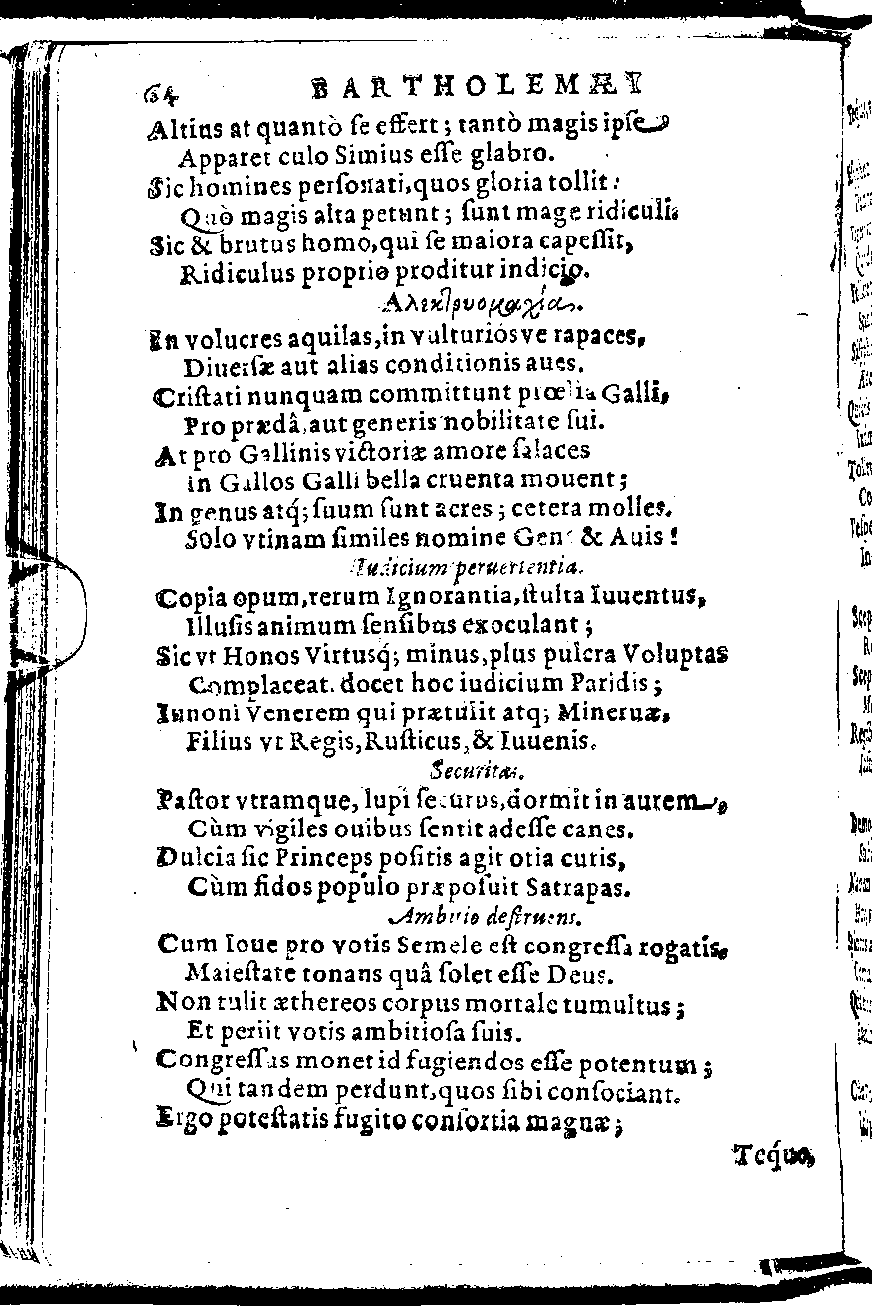 64 BARTHOLEMÆI
Altius at quantò ſe effert; tantò magis ipſe
Apparet culo Simius eſſe glabro.
Sic homines perſonati, quos gloria tollit:
Quò magis alta petunt; ſunt mage ridiculi.
Sic & brutus homo, qui ſe maiora capeſſit,
Ridiculus proprio proditur indicio.
Αλεκτρυομαχία.
In volucres aquilas, in vulturiosve rapaces,
Diuerſæ aut alias conditionis aues.
Criſtati nunquam committunt prœlia Galli,
Pro prædâ, aut generis nobilitate ſui.
At pro Gallinis victoriæ amore ſalaces
in Gallos Galli bella cruenta mouent;
In genus atq́; ſuum ſunt acres; cetera molles.
Solo vtinam ſimiles nomine Gens & Auis!
Iudicium peruertentia.
Copia opum, rerum Ignorantia, ſtulta Iuuentus,
Illuſis animum ſenſibus exoculant;
Sic vt Honos Virtusq́; minus, plus pulcra Voluptas
Complaceat. docet hoc iudicium Paridis;
Iunoni Venerem qui prætulit atq; Mineruæ,
Filius vt Regis, Ruſticus, & Iuuenis.
Securitas.
Paſtor vtramque, lupi ſecurus, dormit in aurem,
Cùm vigiles ouibus ſentit adeſſe canes.
Dulcia ſic Princeps poſitis agit otia curis,
Cùm fidos populo præpoſuit Satrapas.
Ambitio deſtruens.
Cum Ioue pro votis Semele eſt congreſſa rogatis,
Maieſtate tonans quâ ſolet eſſe Deus.
Non tulit æthereos corpus mortale tumultus;
Et periit votis ambitioſa ſuis.
Congreſſus monet id fugiendos eſſe potentum;
Qui tandem perdunt, quos ſibi conſociant.
Ergo poteſtatis fugito conſortia magnæ;
Teq́uo,